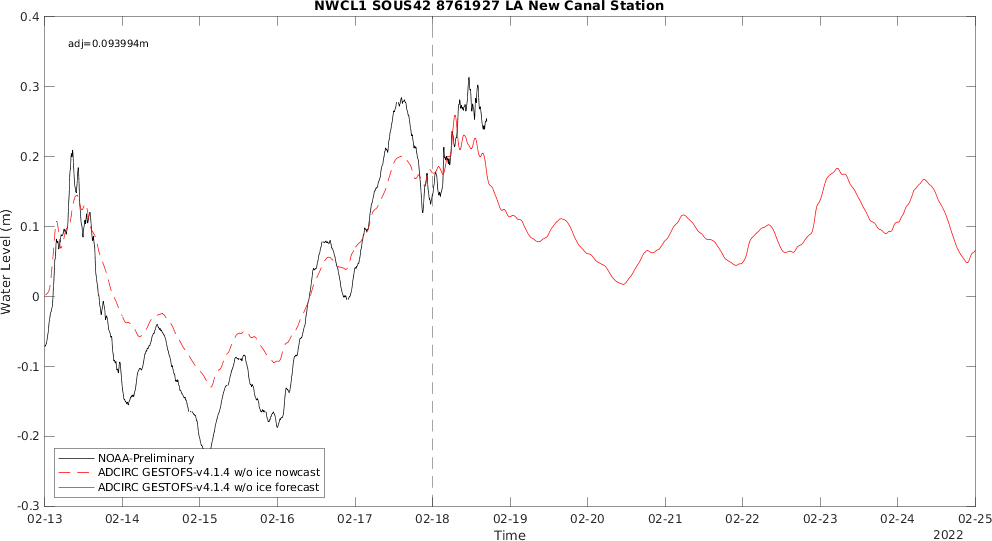 NWCL1 SOUS42 8761927 LA New Canal Station
0.4
adj=0.093994m
0.3
0.2
0.1
0
-0.1
-0.2
-0.3
Water Level (m)
NOAA-Preliminary
ADCIRC GESTOFS-v4.1.4 w/o ice nowcast
ADCIRC GESTOFS-v4.1.4 w/o ice forecast
02-13 02-14 02-15 02-16 02-17 02-18 02-19 02-20 02-21 02-22 02-23 02-24 02-25
Time
2022